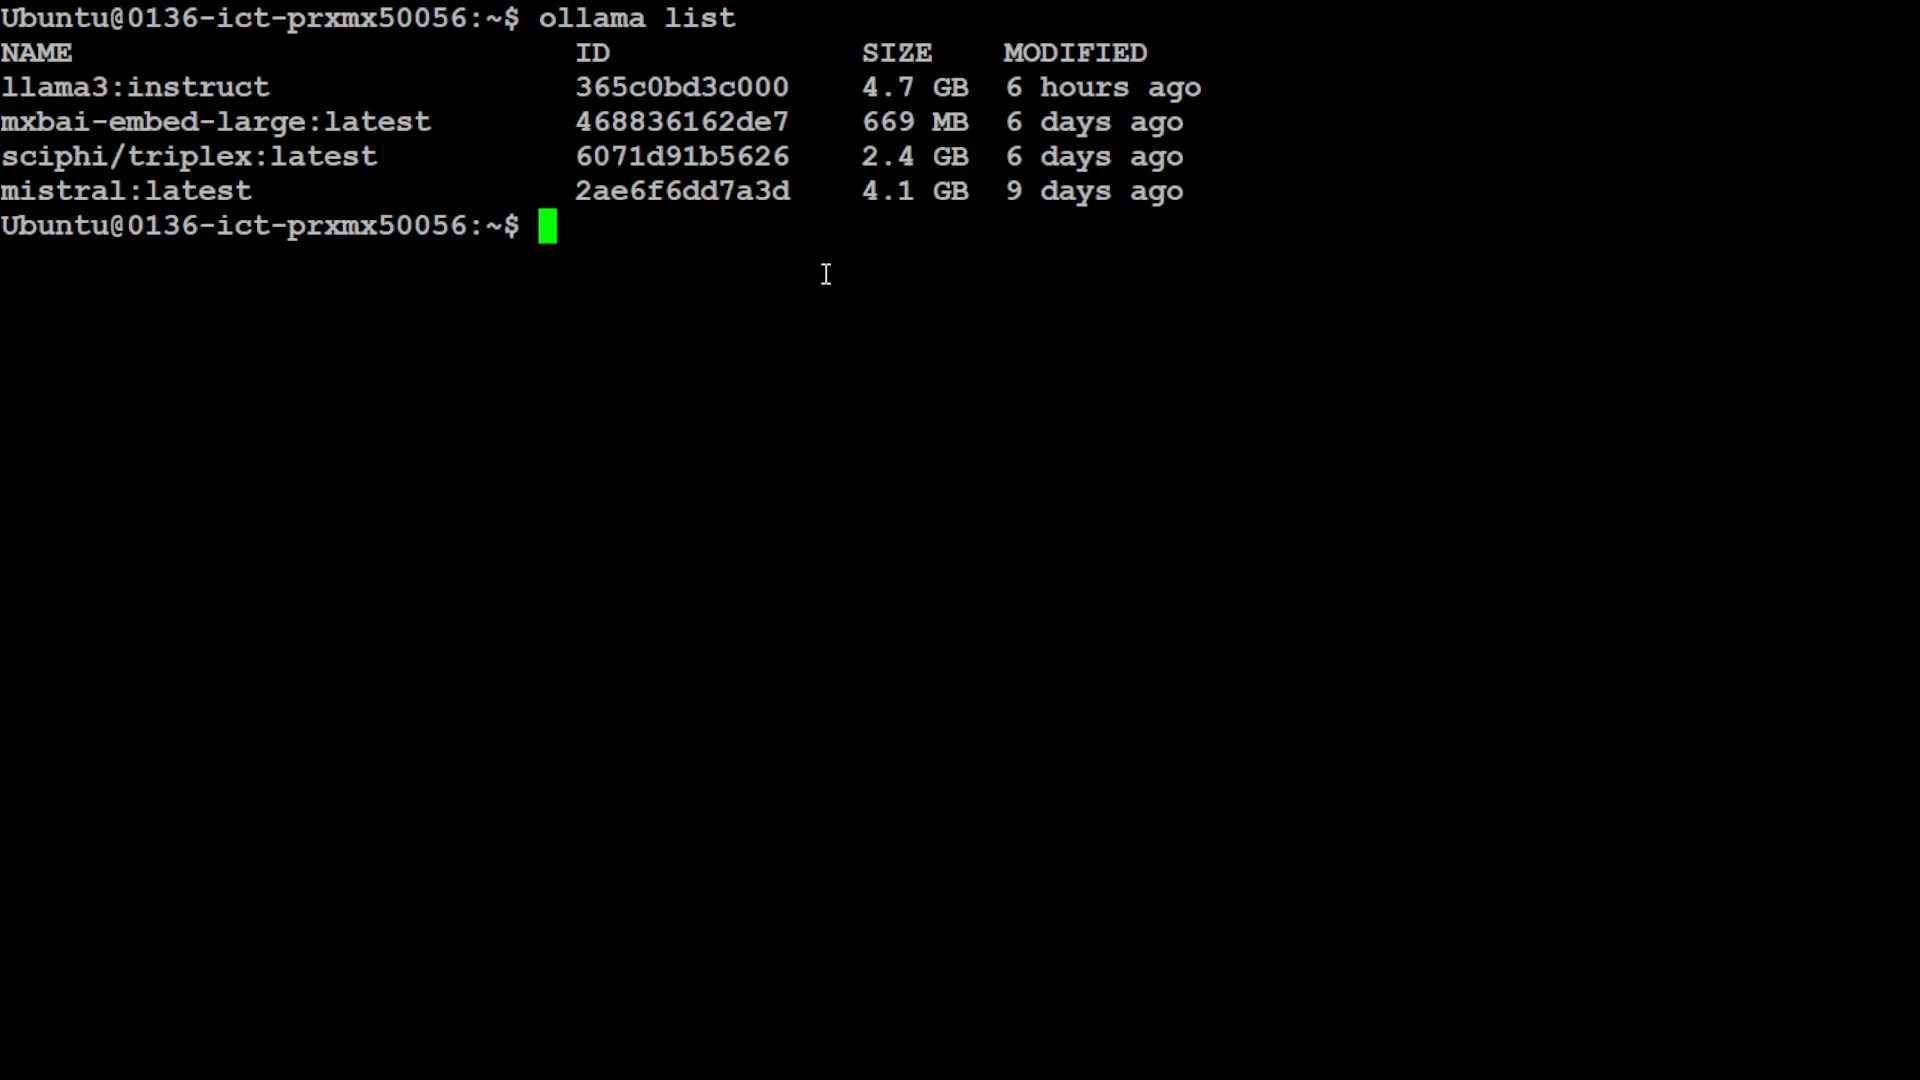 Ubuntu@0136-ict-prxmx50056:~$ ollama list
NAME ID SIZE MODIFIED
llama3:instruct 365c0bd3c000 4.7 GB 6 hours ago
mxbai-embed-large:latest 468836162de7 669 MB 6 days ago
sciphi/triplex:latest 6071d91b5626 2.4 GB 6 days ago
mistral:latest 2ae6f6dd7a3d 4.1 GB 9 days ago
Ubuntu@0136-ict-prxmx50056:~$